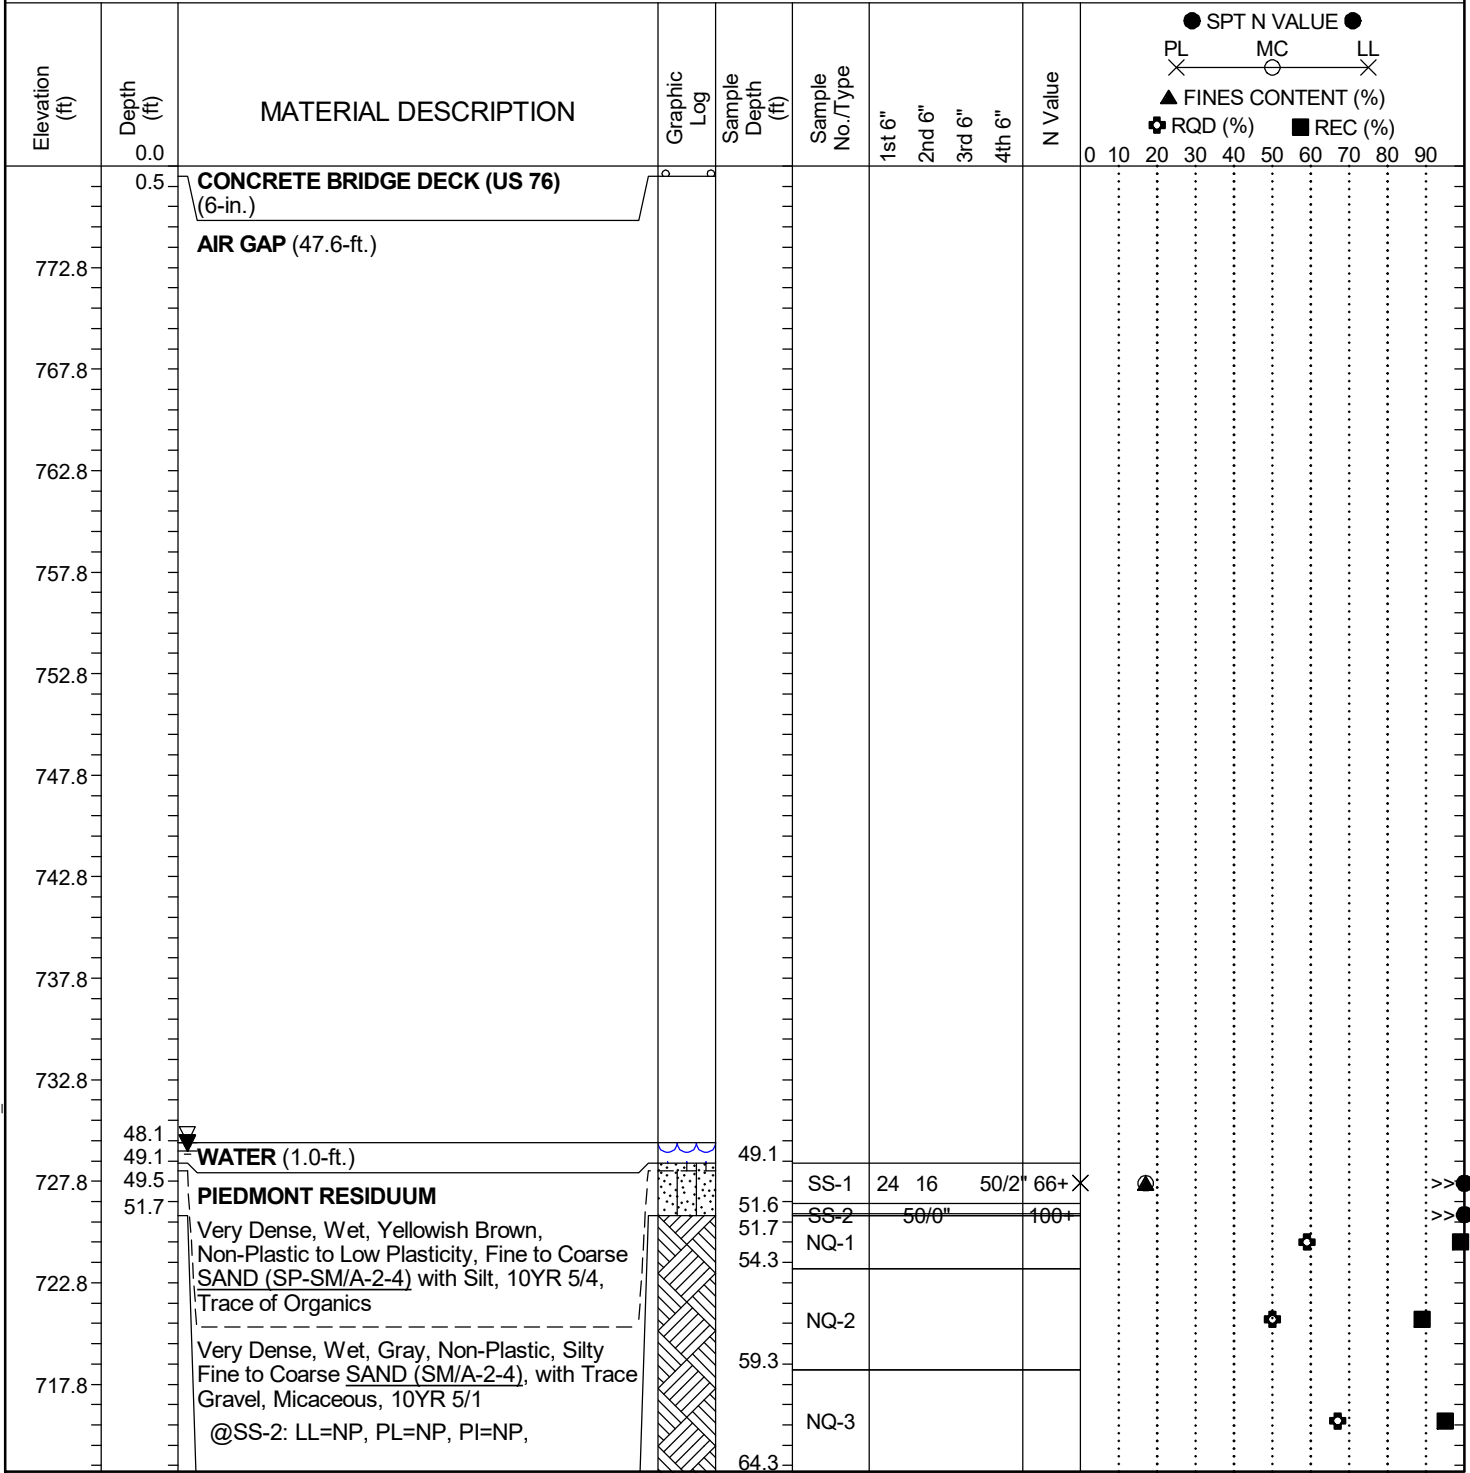 Elevation
(ft)
Depth
(ft)
0.0
MATERIAL DESCRIPTION
Graphic
Log
Sample
Depth
(ft)
Sample
No./Type
1st 6"
2nd 6"
3rd 6"
4th 6"
N Value
SPT N VALUE
PL MC LL
FINES CONTENT (%)
RQD (%) REC (%)
0 10 20 30 40 50 60 70 80 90
0.5
CONCRETE BRIDGE DECK (US 76)
(6-in.)
AIR GAP (47.6-ft.)
772.8
767.8
762.8
757.8
752.8
747.8
742.8
737.8
732.8
48.1
49.1
WATER (1.0-ft.)
49.1
727.8
49.5
PIEDMONT RESIDUUM
SS-1 24 16 50/2" 66+
>>
51.7
51.6
SS-2 50/0" 100+
>>
Very Dense, Wet, Yellowish Brown,
Non-Plastic to Low Plasticity, Fine to Coarse
SAND (SP-SM/A-2-4) with Silt, 10YR 5/4,
Trace of Organics
51.7
NQ-1
54.3
722.8
NQ-2
Very Dense, Wet, Gray, Non-Plastic, Silty
Fine to Coarse SAND (SM/A-2-4), with Trace
Gravel, Micaceous, 10YR 5/1
59.3
717.8
NQ-3
@SS-2: LL=NP, PL=NP, PI=NP,
64.3